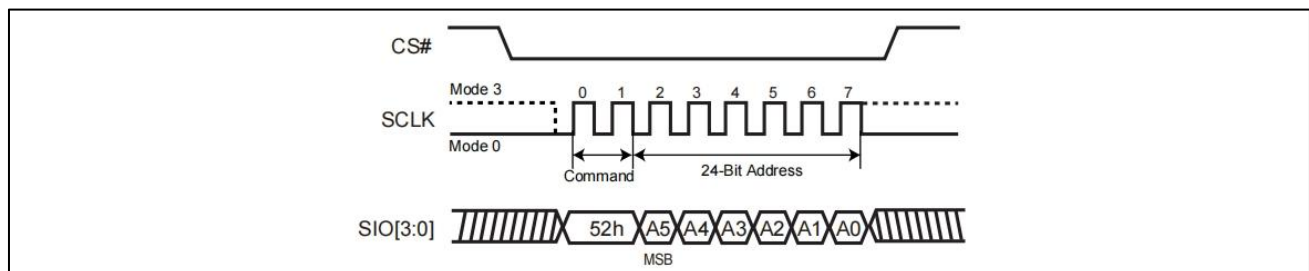 CS#
Mode 3
0 1 2 3 4 5 6 7
SCLK
Mode 0
Command
24-Bit Address
SIO[3:0]
52h A5 A4 A3 A2 A1 A0
MSB